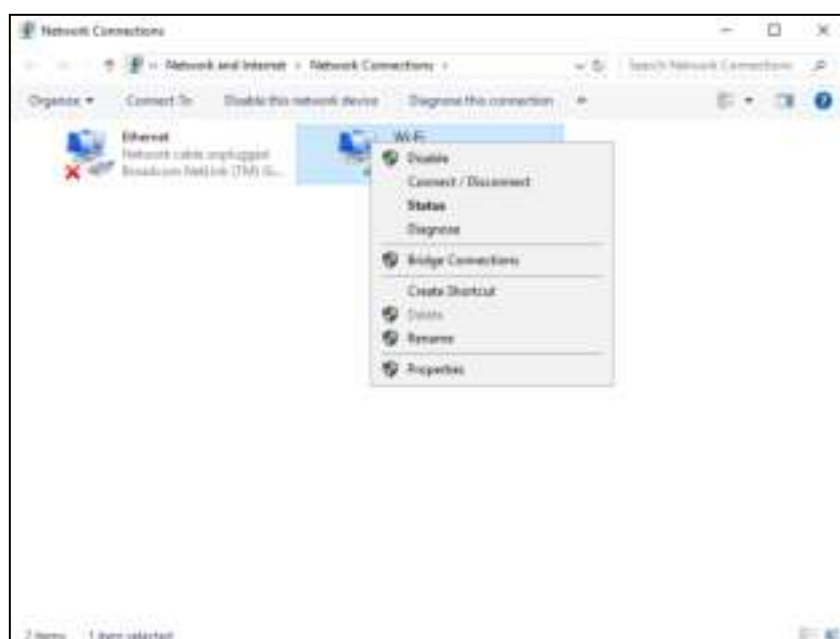 Network Connections
Network and Internet › Network Connections ›
Search Network Connections
Organize
Connect To
Disable this network device
Diagnose this connection
»
Ethernet
Network cable unplugged
Broadcom NetLink (TM) G...
Wi-Fi
Disable
Connect / Disconnect
Status
Diagnose
Bridge Connections
Create Shortcut
Delete
Rename
Properties
2 items
1 item selected